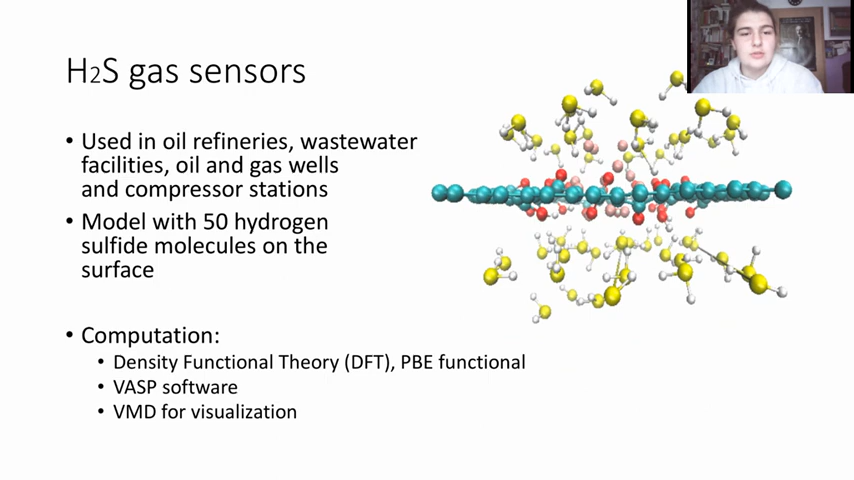 H2S gas sensors
• Used in oil refineries, wastewater
facilities, oil and gas wells
and compressor stations
• Model with 50 hydrogen
sulfide molecules on the
surface
• Computation:
• Density Functional Theory (DFT), PBE functional
• VASP software
• VMD for visualization